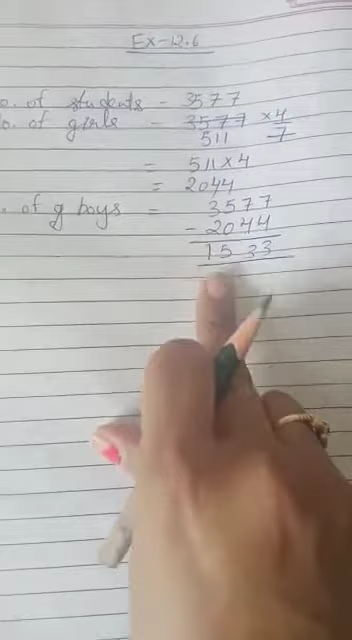 Ex-12.6
o. of students - 3577
o. of girls - 3577 × 4/7
511
= 511 × 4
= 2044
. of g boys = 3577
- 2044
1533